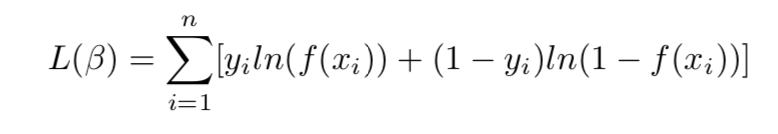 L(β) = ∑_{i=1}^{n} [y_i ln(f(x_i)) + (1 − y_i)ln(1 − f(x_i))]